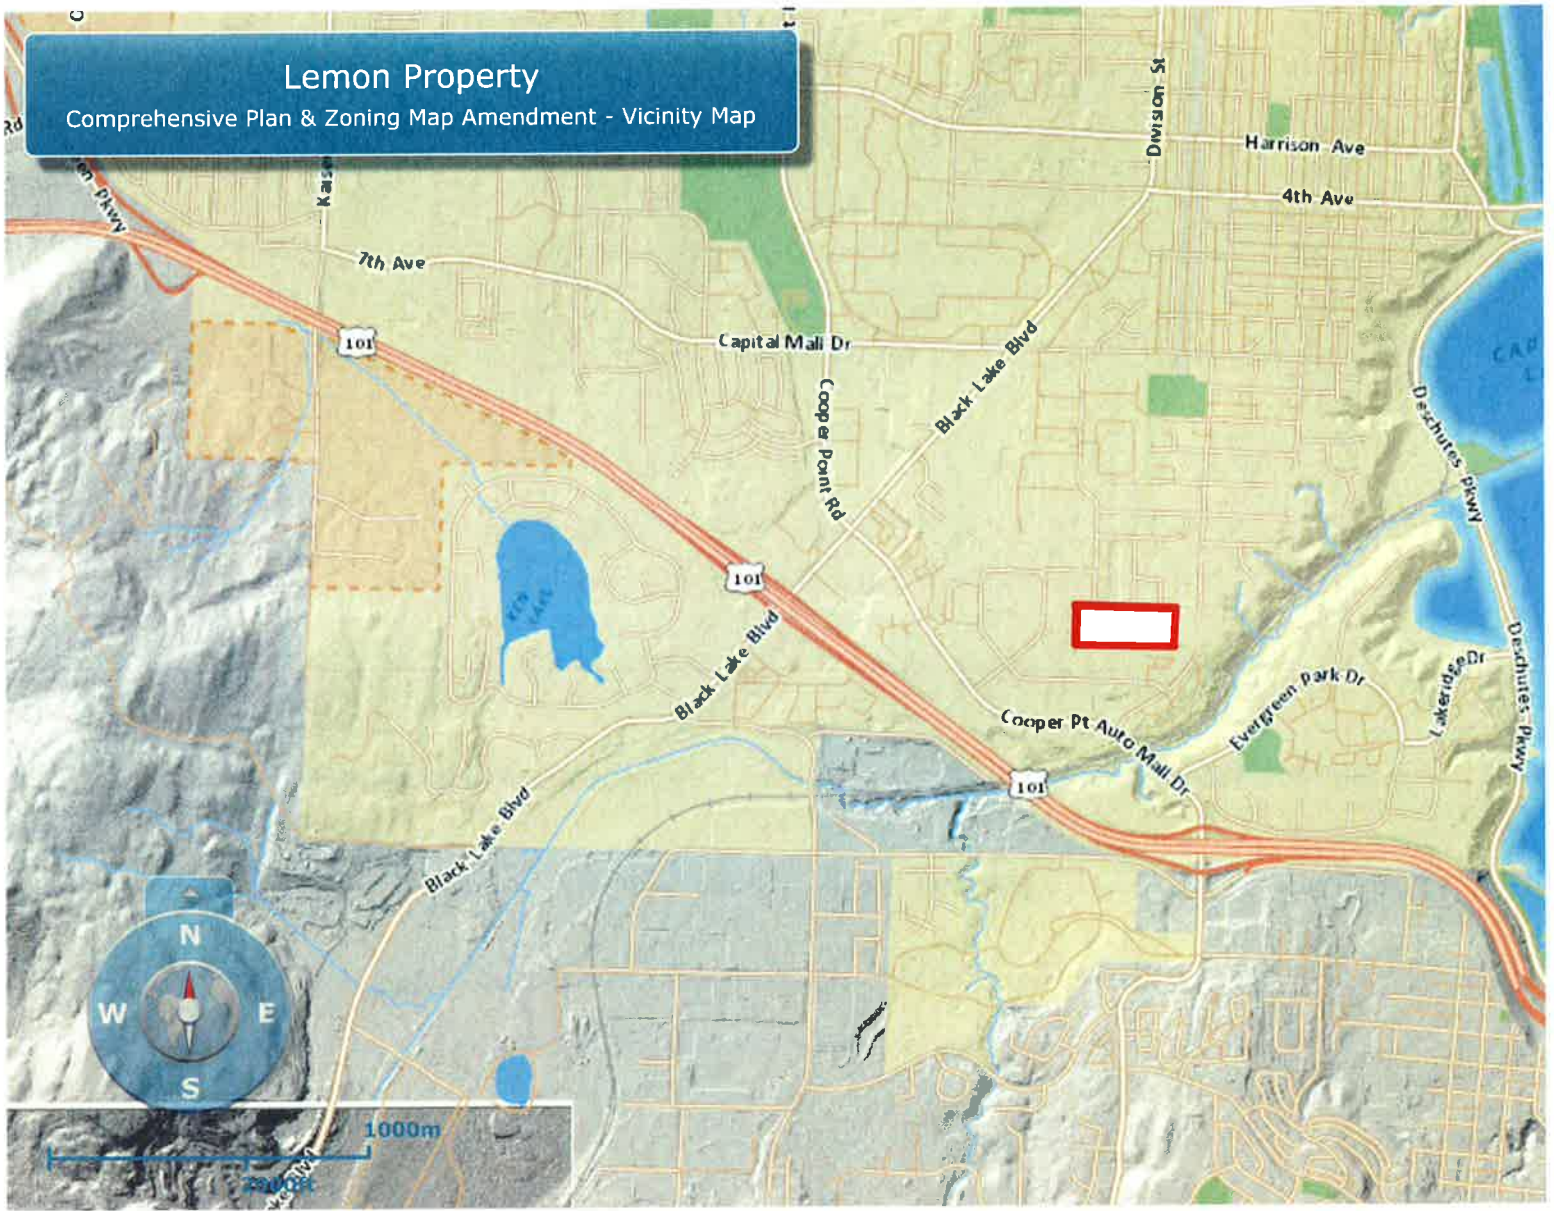 Lemon Property
Comprehensive Plan & Zoning Map Amendment - Vicinity Map
Rd
Pkwy
Division St
Harrison Ave
4th Ave
7th Ave
101
Capital Mall Dr
Black Lake Blvd
Cooper Point Rd
Deschutes Pkwy
101
Black Lake Blvd
Evergreen Park Dr
Lakeridge Dr
Deschutes Pkwy
Cooper Pt Auto Mall Dr
101
Black Lake Blvd
N
W
E
S
1000m